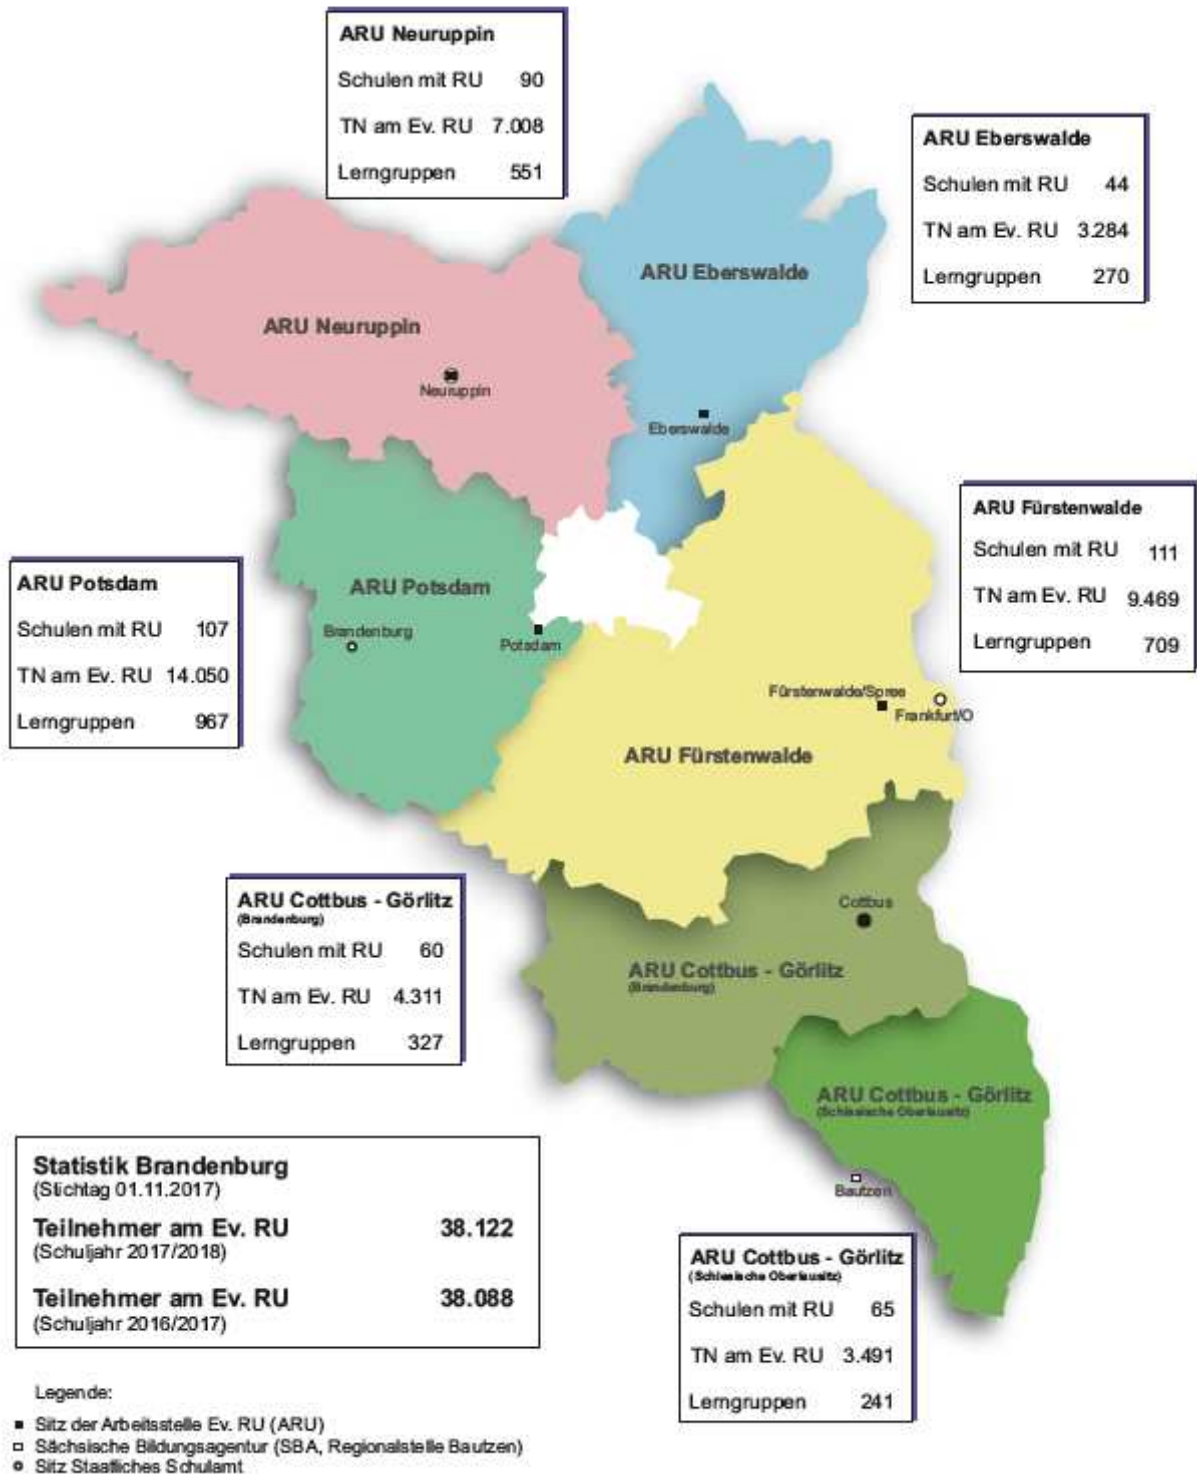 ARU Neuruppin
Schulen mit RU 90
TN am Ev. RU 7.008
Lerngruppen 551
ARU Eberswalde
Schulen mit RU 44
TN am Ev. RU 3.284
Lerngruppen 270
ARU Eberswalde
ARU Neuruppin
Neuruppin
Eberswalde
ARU Fürstenwalde
Schulen mit RU 111
TN am Ev. RU 9.469
Lerngruppen 709
ARU Potsdam
Schulen mit RU 107
TN am Ev. RU 14.050
Lerngruppen 967
ARU Potsdam
Brandenburg
Potsdam
Fürstenwalde/Spree
Frankfurt/O
ARU Fürstenwalde
ARU Cottbus - Görlitz
(Brandenburg)
Schulen mit RU 60
TN am Ev. RU 4.311
Lerngruppen 327
Cottbus
ARU Cottbus - Görlitz
(Brandenburg)
ARU Cottbus - Görlitz
(Schlesische Oberlausitz)
Bautzen
Statistik Brandenburg
(Stichtag 01.11.2017)
Teilnehmer am Ev. RU 38.122
(Schuljahr 2017/2018)
Teilnehmer am Ev. RU 38.088
(Schuljahr 2016/2017)
ARU Cottbus - Görlitz
(Schlesische Oberlausitz)
Schulen mit RU 65
TN am Ev. RU 3.491
Lerngruppen 241
Legende:
Sitz der Arbeitsstelle Ev. RU (ARU)
Sächsische Bildungsagentur (SBA, Regionalstelle Bautzen)
Sitz Staatliches Schulamt